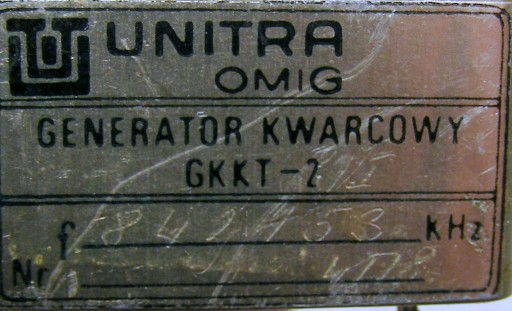 UNITRA
OMIG
GENERATOR KWARCOWY
GKKT-2
f kHz
Nr